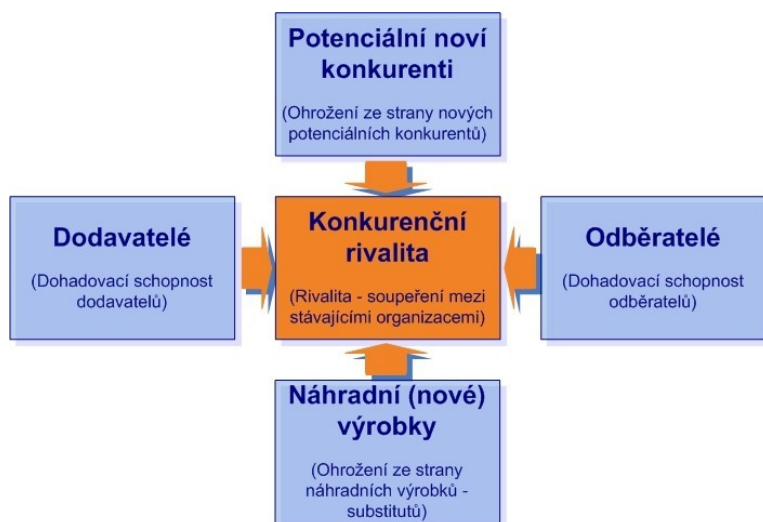 Potenciální noví
konkurenti
(Ohrožení ze strany nových
potenciálních konkurentů)
Dodavatelé
(Dohadovací schopnost
dodavatelů)
Konkurenční
rivalita
(Rivalita - soupeření mezi
stávajícími organizacemi)
Odběratelé
(Dohadovací schopnost
odběratelů)
Náhradní (nové)
výrobky
(Ohrožení ze strany
náhradních výrobků -
substitutů)